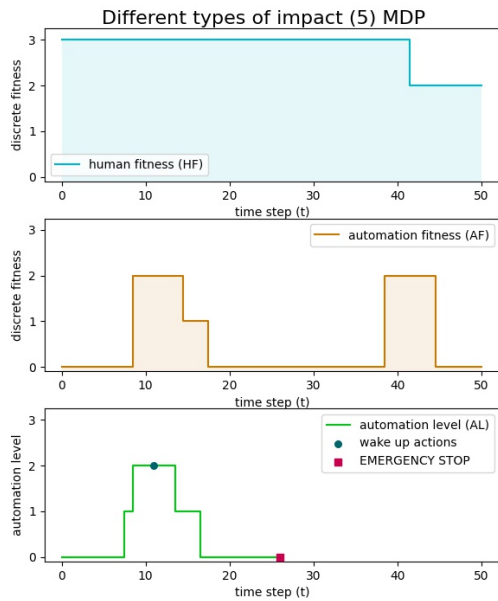 Different types of impact (5) MDP
discrete fitness
3
2
1
0
human fitness (HF)
0 10 20 30 40 50
time step (t)
discrete fitness
3
2
1
0
automation fitness (AF)
0 10 20 30 40 50
time step (t)
automation level
3
2
1
0
automation level (AL)
wake up actions
EMERGENCY STOP
0 10 20 30 40 50
time step (t)